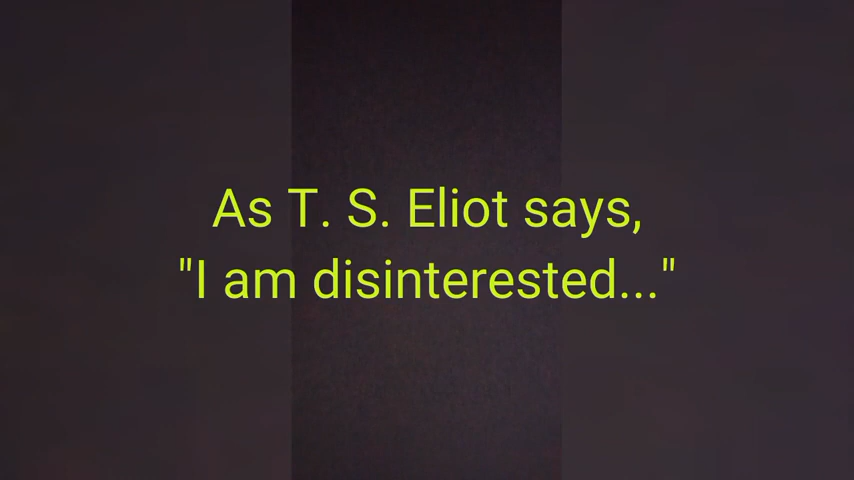 As T. S. Eliot says,
"I am disinterested..."